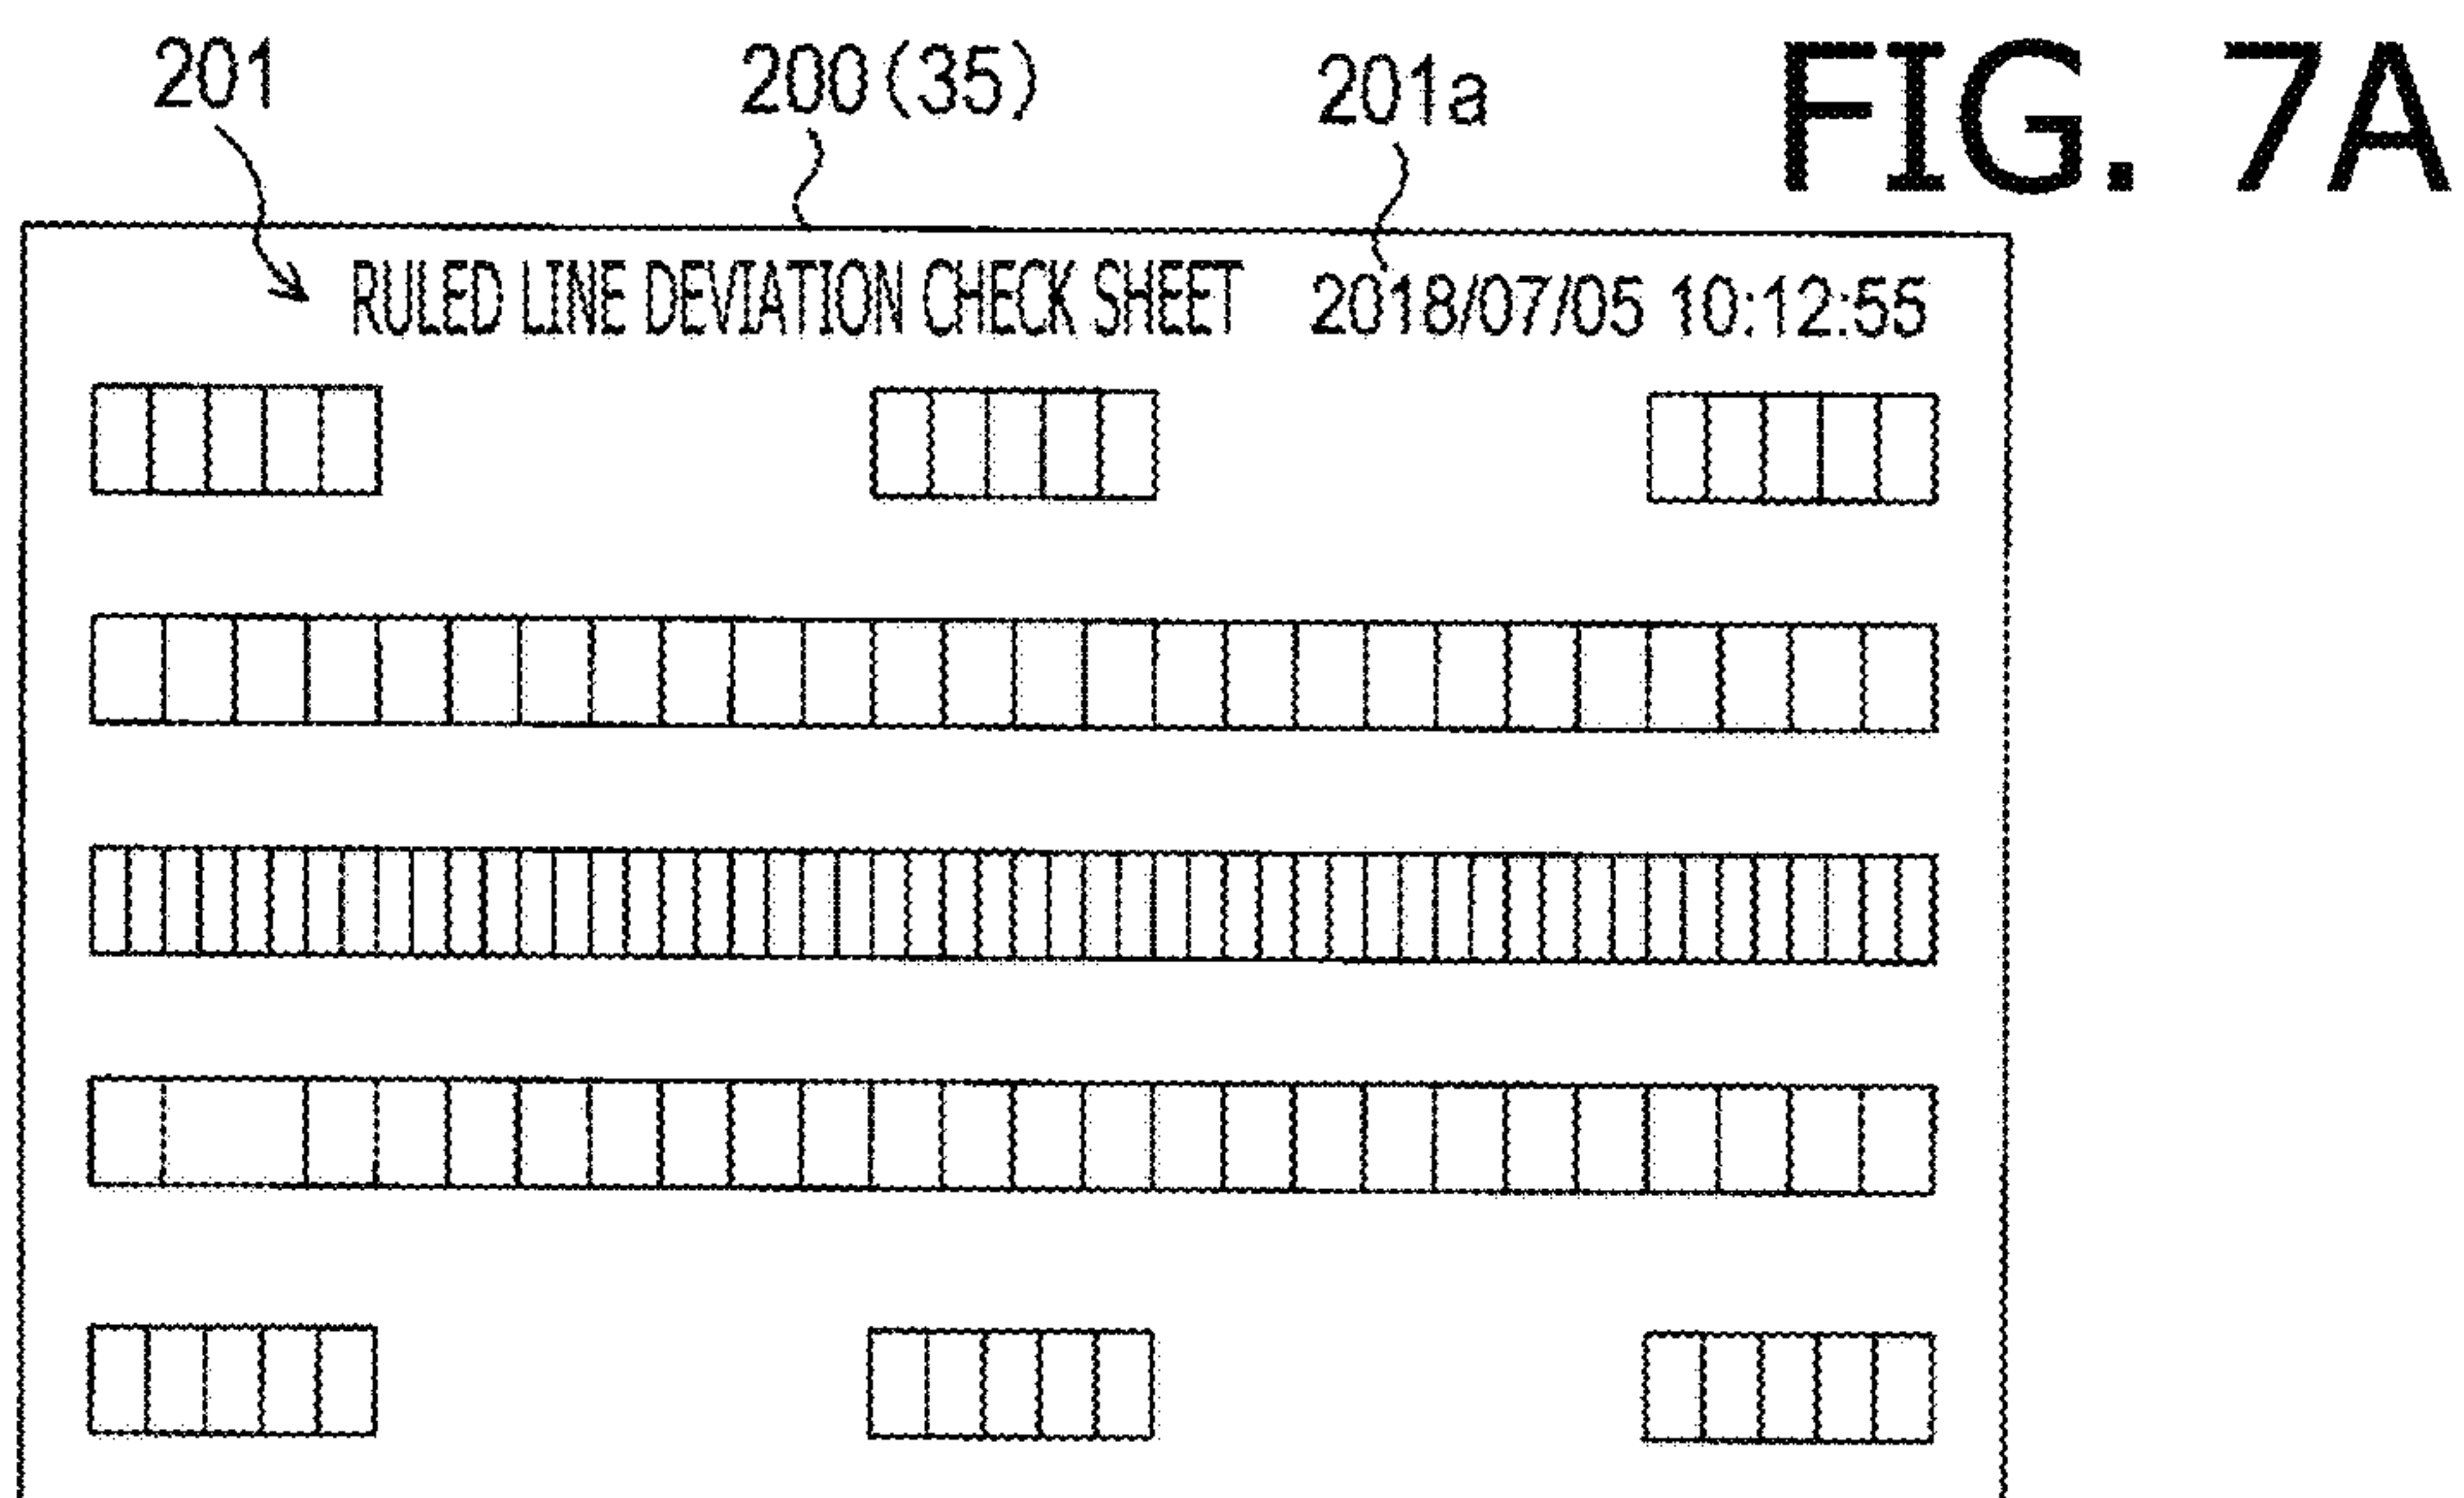 201 200(35) 201a FIG. 7A
RULED LINE DEVIATION CHECK SHEET 2018/07/05 10:12:55